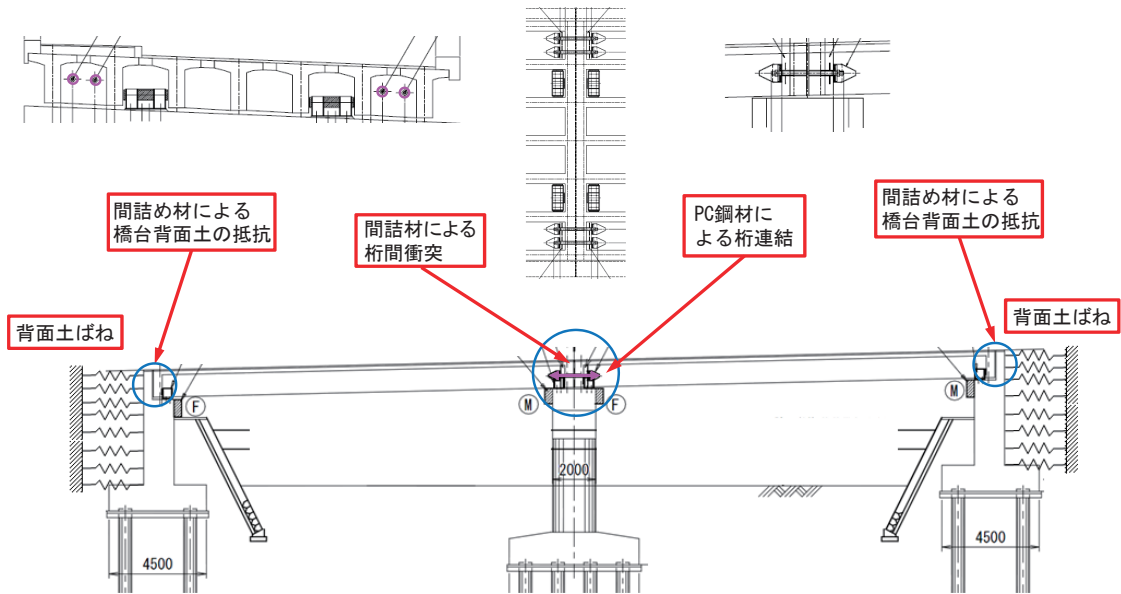 間詰め材による
橋台背面土の抵抗
間詰材による
桁間衝突
PC鋼材に
よる桁連結
間詰め材による
橋台背面土の抵抗
背面土ばね
背面土ばね
F
M
F
M
2000
4500
4500